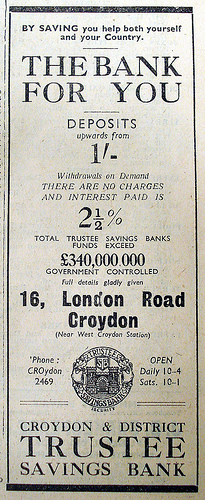 BY SAVING you help both yourself
and your Country.
THE BANK
FOR YOU
DEPOSITS
upwards from
1/-
Withdrawals on Demand
THERE ARE NO CHARGES
AND INTEREST PAID IS
2½%
TOTAL TRUSTEE SAVINGS BANKS
FUNDS EXCEED
£340,000,000
GOVERNMENT CONTROLLED
Full details gladly given
16, London Road
Croydon
(Near West Croydon Station)
'Phone :
CROydon
2469
TRUSTEE
SAVINGS BANKS
SECURITY
OPEN
Daily 10-4
Sats. 10-1
CROYDON & DISTRICT
TRUSTEE
SAVINGS BANK